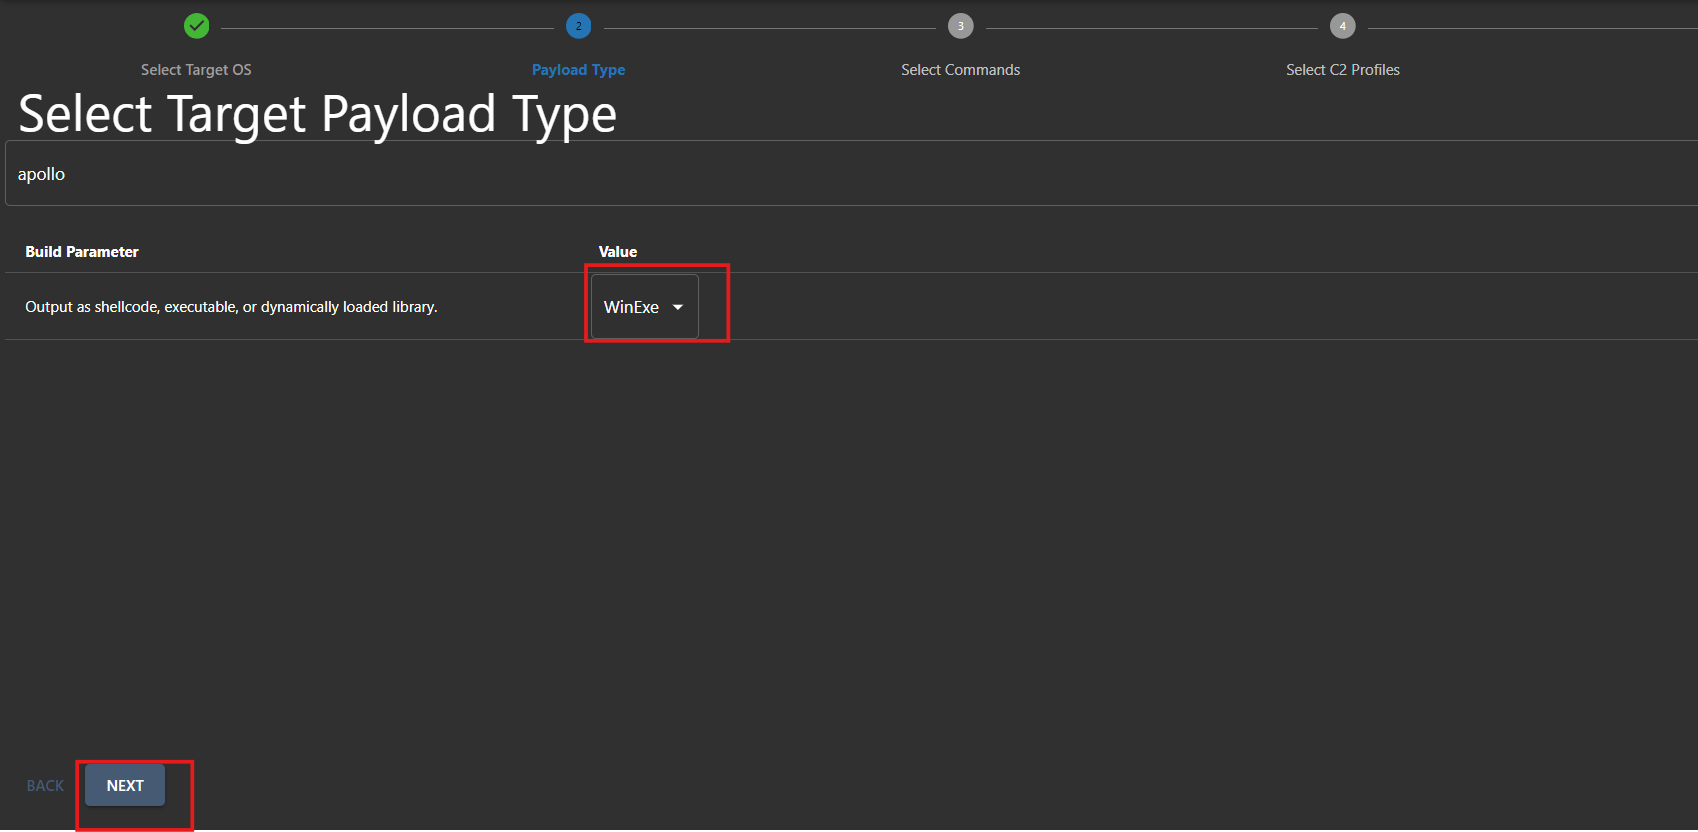 2
3
4
Select Target OS
Payload Type
Select Commands
Select C2 Profiles
Select Target Payload Type
apollo
Build Parameter
Value
Output as shellcode, executable, or dynamically loaded library.
WinExe
BACK
NEXT